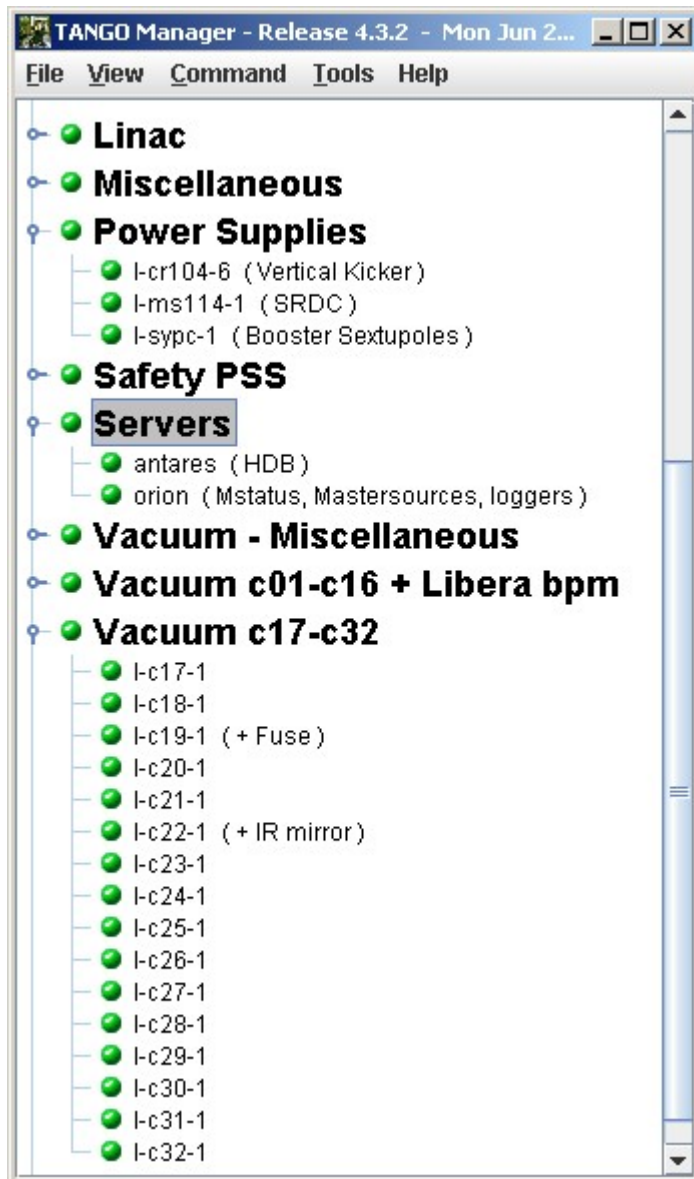 TANGO Manager - Release 4.3.2 - Mon Jun 2...
File View Command Tools Help
Linac
Miscellaneous
Power Supplies
l-cr104-6 (Vertical Kicker)
l-ms114-1 (SRDC)
l-sypc-1 (Booster Sextupoles)
Safety PSS
Servers
antares (HDB)
orion (Mstatus, Mastersources, loggers)
Vacuum - Miscellaneous
Vacuum c01-c16 + Libera bpm
Vacuum c17-c32
l-c17-1
l-c18-1
l-c19-1 (+ Fuse)
l-c20-1
l-c21-1
l-c22-1 (+ IR mirror)
l-c23-1
l-c24-1
l-c25-1
l-c26-1
l-c27-1
l-c28-1
l-c29-1
l-c30-1
l-c31-1
l-c32-1